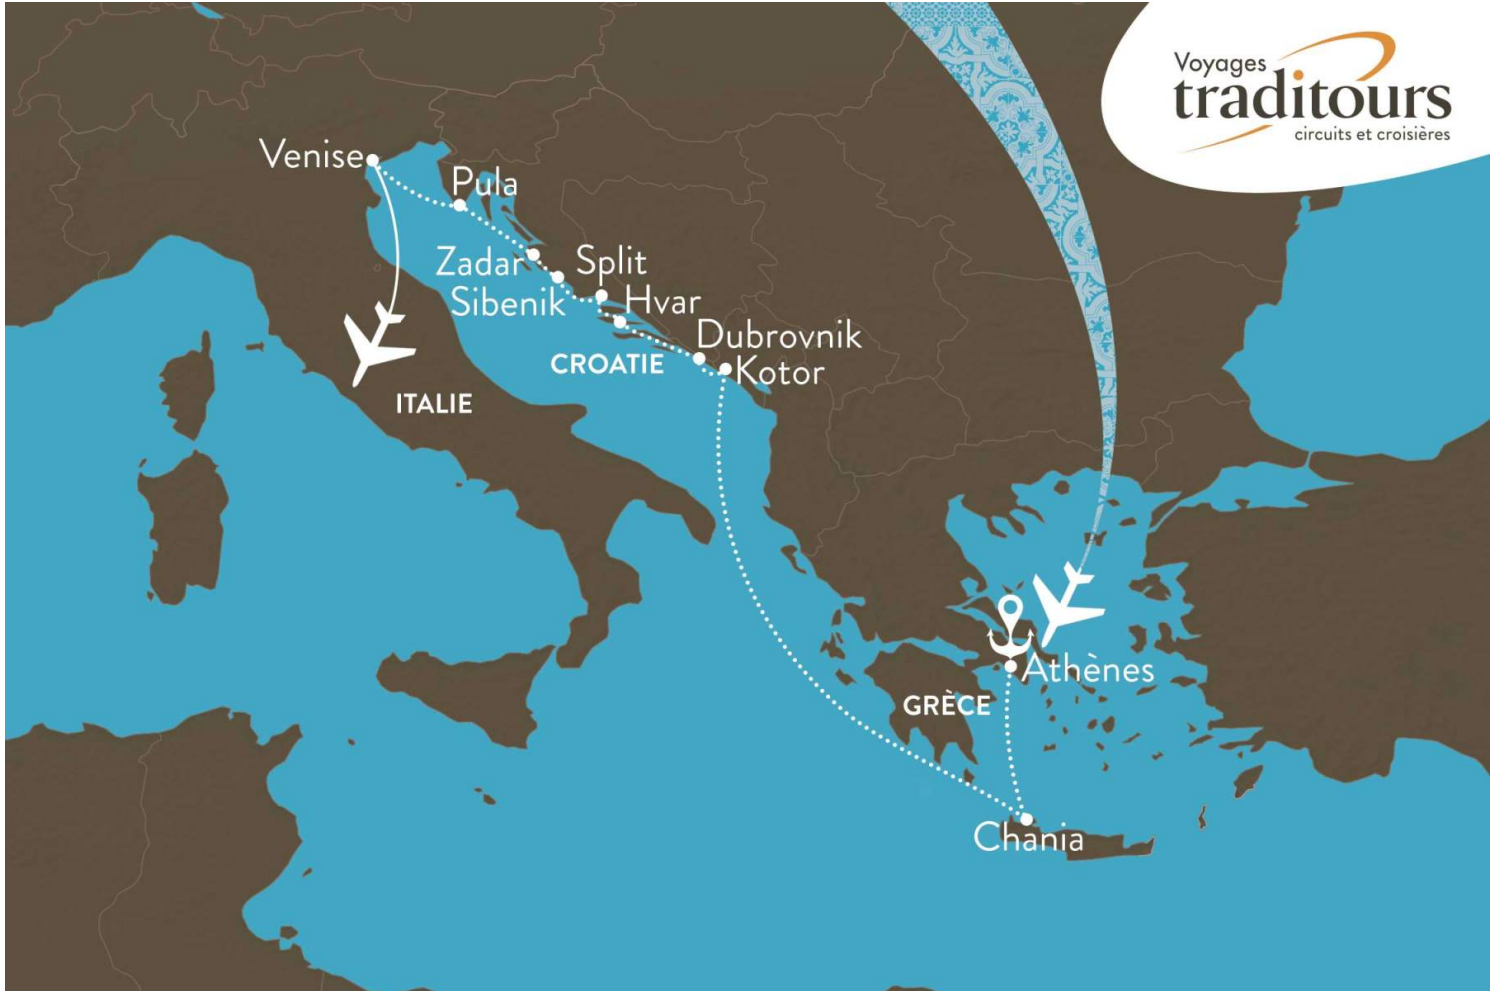 Voyages
traditours
circuits et croisières
Venise
Pula
Zadar
Split
Sibenik
Hvar
Dubrovnik
CROATIE
Kotor
ITALIE
Athènes
GRÈCE
Chania